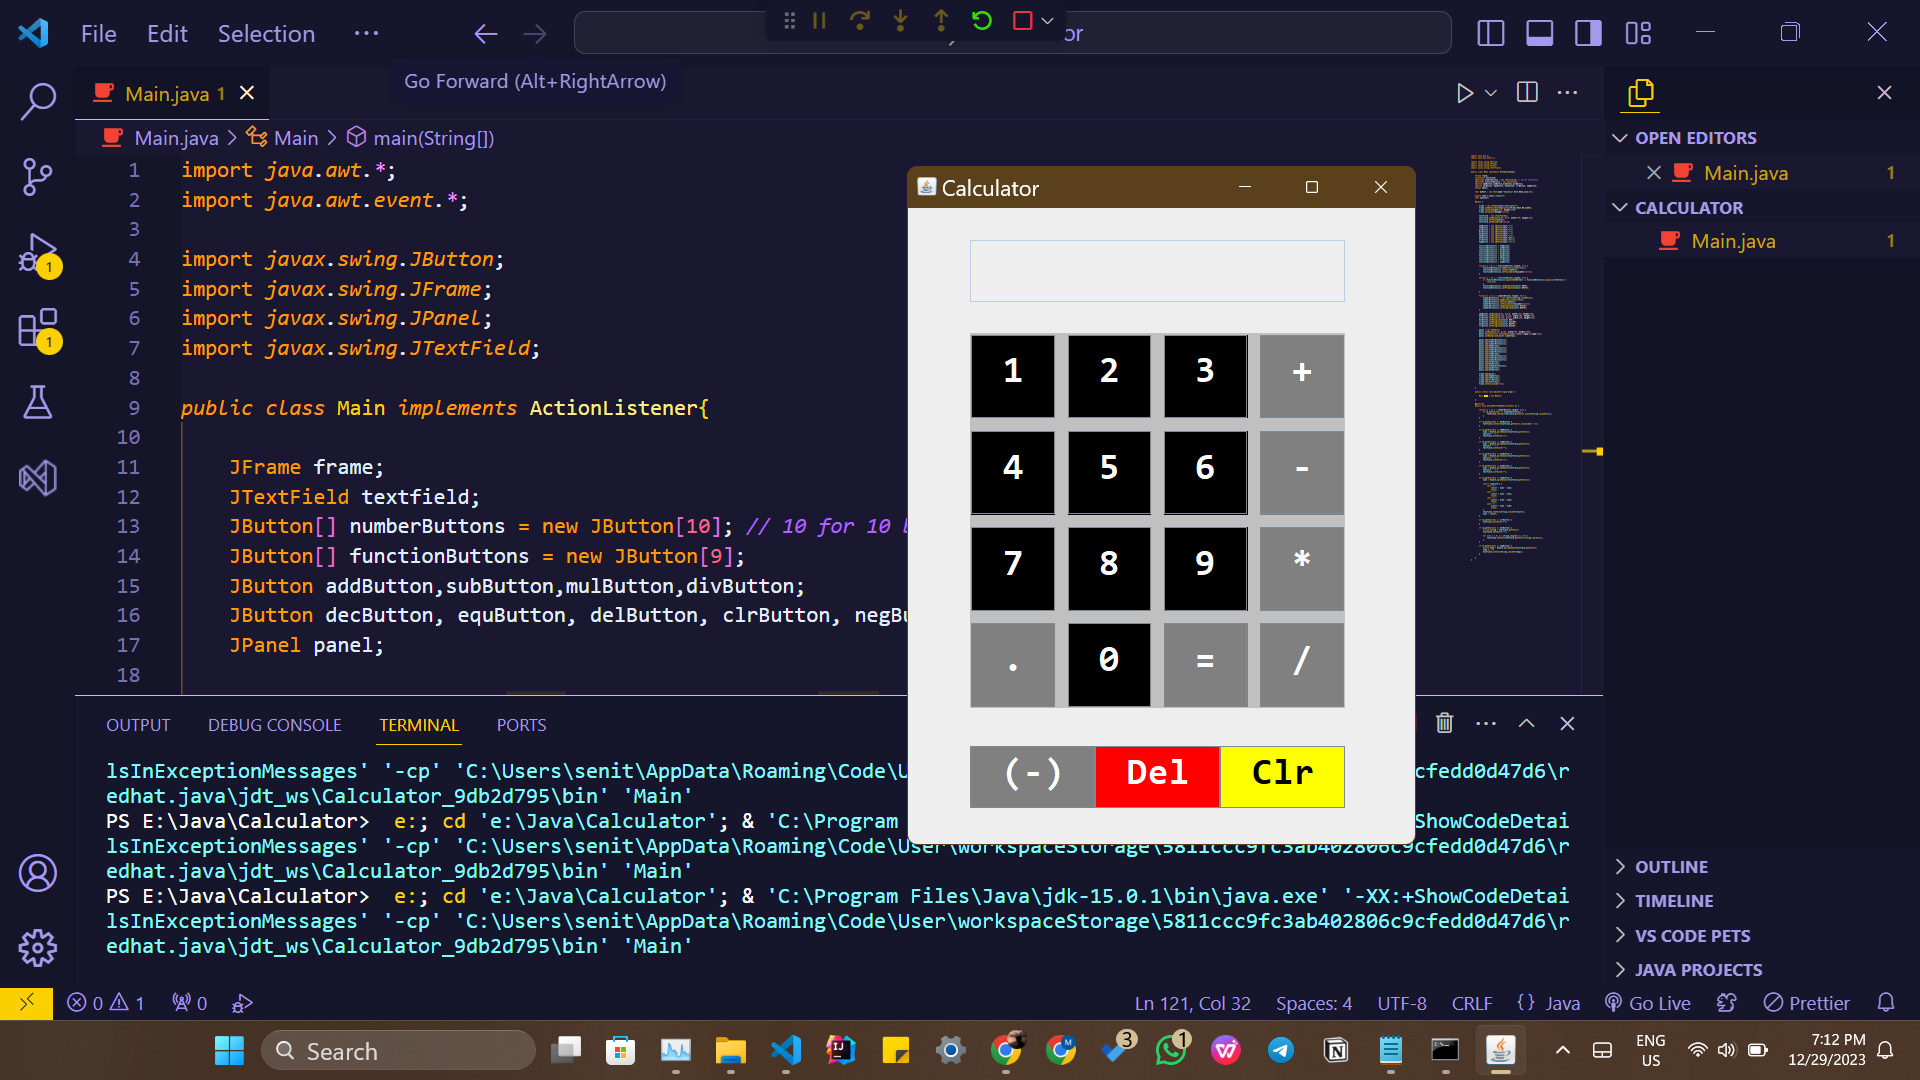 File Edit Selection ···
or
Go Forward (Alt+RightArrow)
Main.java 1
Main.java > Main > main(String[])
1 import java.awt.*;
2 import java.awt.event.*;
3
4 import javax.swing.JButton;
5 import javax.swing.JFrame;
6 import javax.swing.JPanel;
7 import javax.swing.JTextField;
8
9 public class Main implements ActionListener{
10
11 JFrame frame;
12 JTextField textfield;
13 JButton[] numberButtons = new JButton[10]; // 10 for 10
14 JButton[] functionButtons = new JButton[9];
15 JButton addButton,subButton,mulButton,divButton;
16 JButton decButton, equButton, delButton, clrButton, negBu
17 JPanel panel;
18
Calculator
1 2 3 +
4 5 6 -
7 8 9 *
. 0 = /
(-) Del Clr
OPEN EDITORS
Main.java 1
CALCULATOR
Main.java 1
OUTLINE
TIMELINE
VS CODE PETS
JAVA PROJECTS
OUTPUT DEBUG CONSOLE TERMINAL PORTS
lsInExceptionMessages' '-cp' 'C:\Users\senit\AppData\Roaming\Code\U cfedd0d47d6\r
edhat.java\jdt_ws\Calculator_9db2d795\bin' 'Main'
PS E:\Java\Calculator> e:; cd 'e:\Java\Calculator'; & 'C:\Program ShowCodeDetai
lsInExceptionMessages' '-cp' 'C:\Users\senit\AppData\Roaming\Code\User\workspaceStorage\5811ccc9fc3ab402806c9cfedd0d47d6\r
edhat.java\jdt_ws\Calculator_9db2d795\bin' 'Main'
PS E:\Java\Calculator> e:; cd 'e:\Java\Calculator'; & 'C:\Program Files\Java\jdk-15.0.1\bin\java.exe' '-XX:+ShowCodeDetai
lsInExceptionMessages' '-cp' 'C:\Users\senit\AppData\Roaming\Code\User\workspaceStorage\5811ccc9fc3ab402806c9cfedd0d47d6\r
edhat.java\jdt_ws\Calculator_9db2d795\bin' 'Main'
1
1
0 1 0 Ln 121, Col 32 Spaces: 4 UTF-8 CRLF {} Java Go Live Prettier
Search
3
1
ENG
US
7:12 PM
12/29/2023